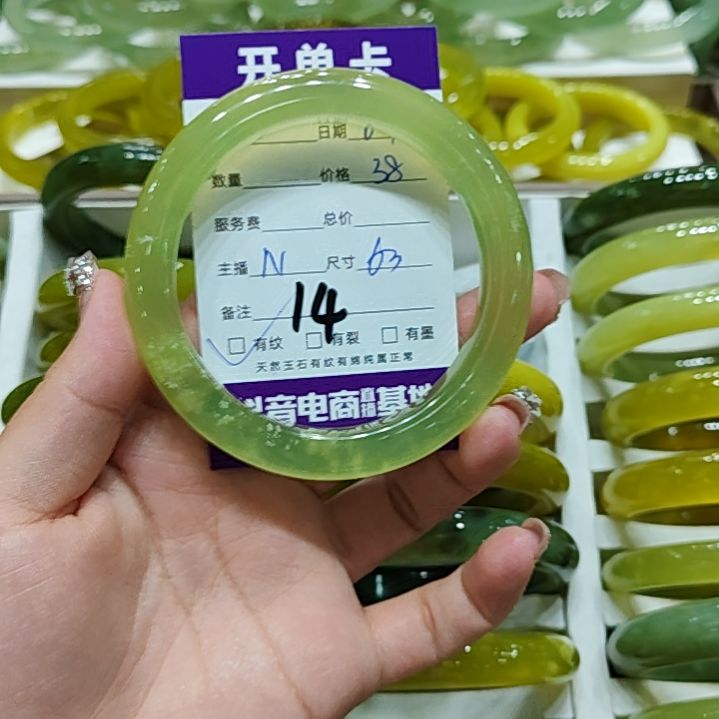 开单卡
日期
数量 价格 38
服务费 总价
主播 N 尺寸 63
备注 14
有纹 有裂 有墨
天然玉石有纹有绵纯属正常
抖音电商直播基地